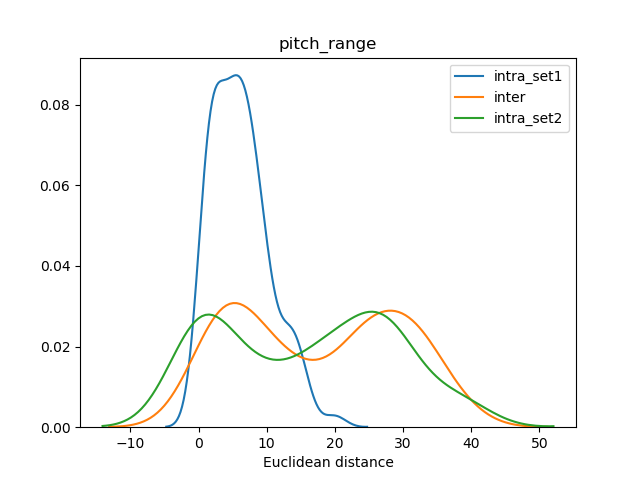 pitch_range
intra_set1
inter
intra_set2
0.08
0.06
0.04
0.02
0.00
−10
0
10
20
30
40
50
Euclidean distance